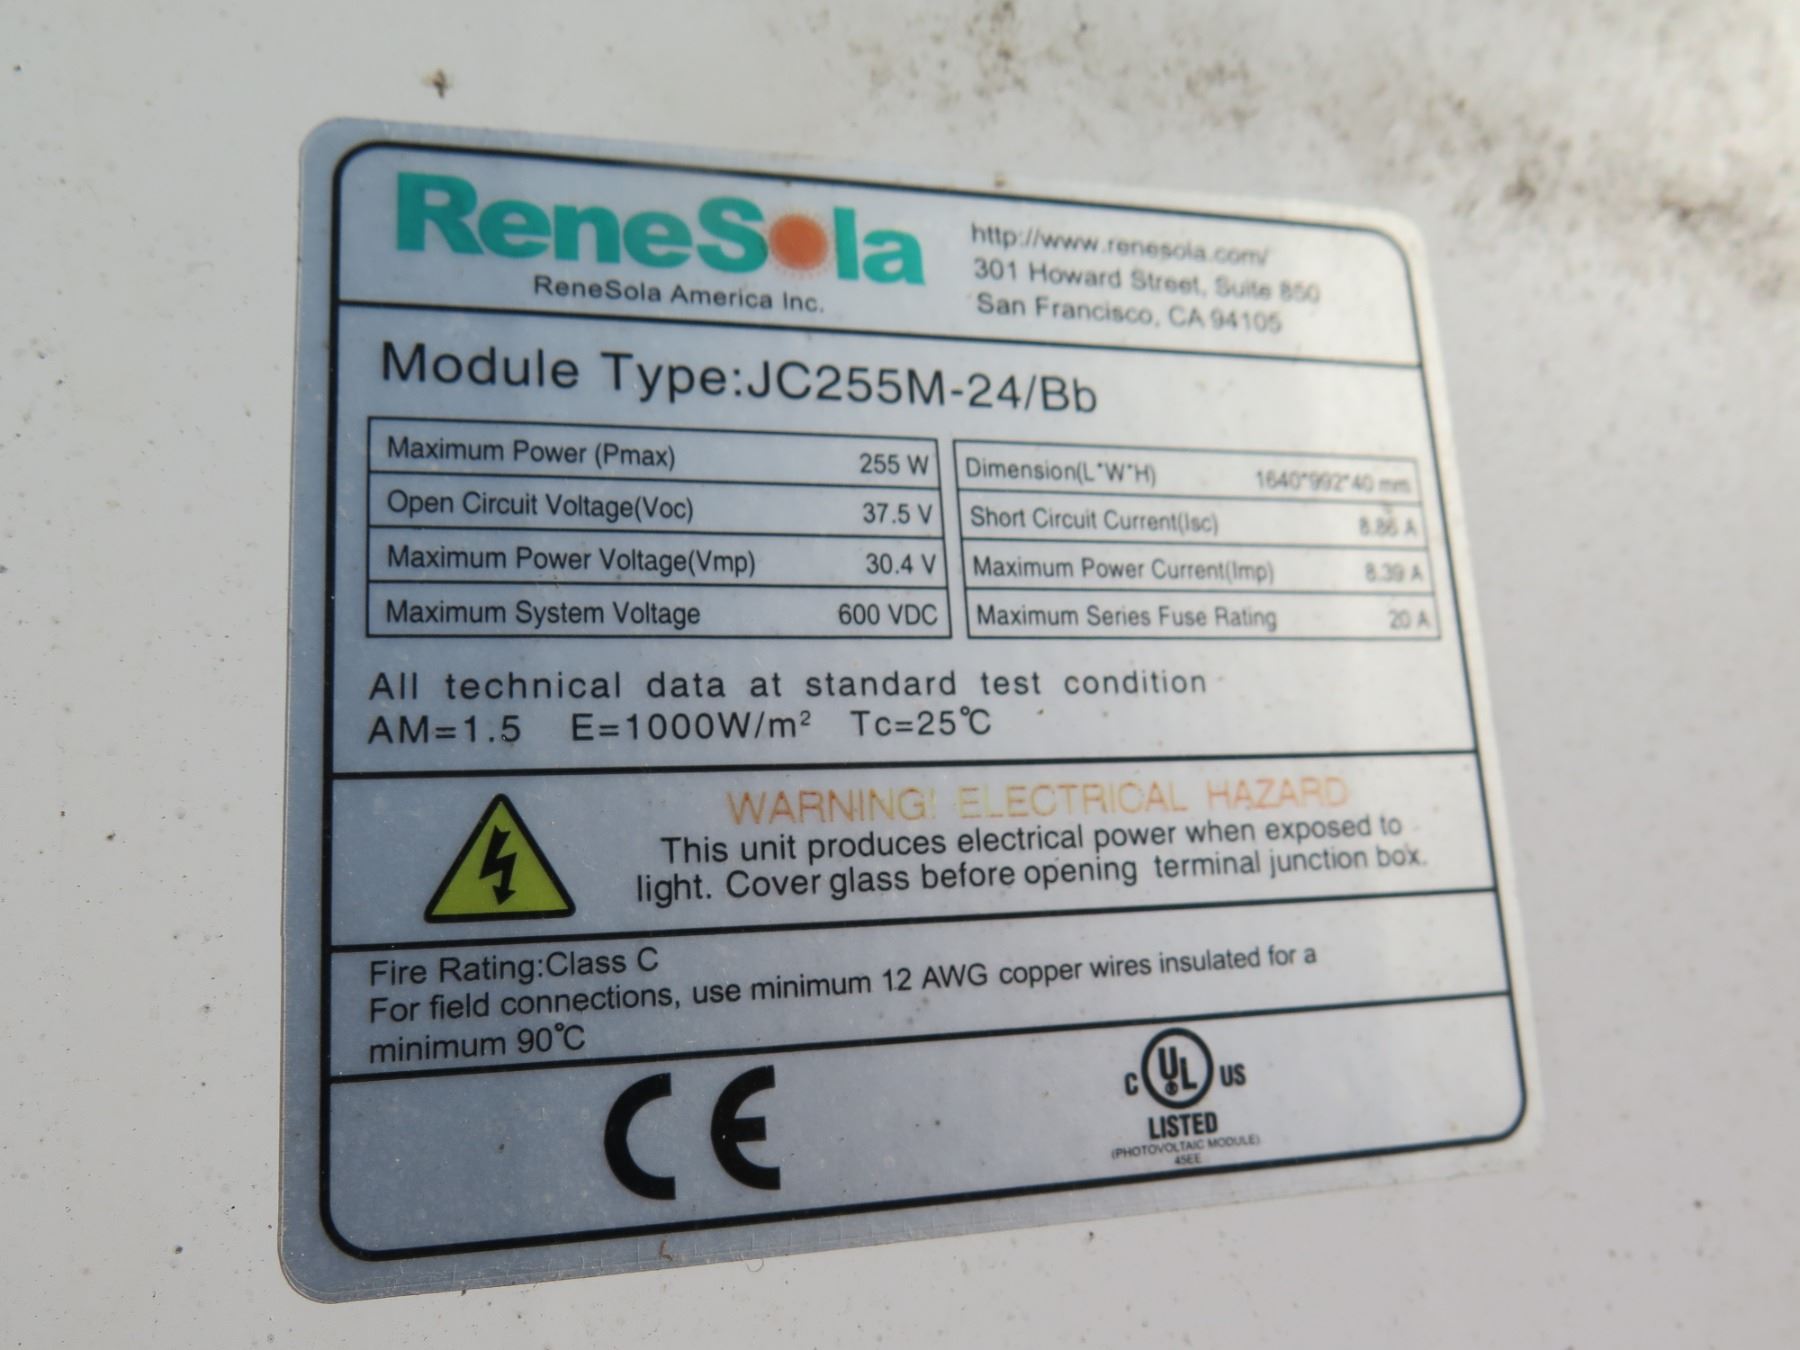 ReneSola
ReneSola America Inc.
http://www.renesola.com/
301 Howard Street, Suite 850
San Francisco, CA 94105
Module Type:JC255M-24/Bb
Maximum Power (Pmax) 255 W
Open Circuit Voltage(Voc) 37.5 V
Maximum Power Voltage(Vmp) 30.4 V
Maximum System Voltage 600 VDC
Dimension(L*W*H) 1640*992*40 mm
Short Circuit Current(Isc) 8.86 A
Maximum Power Current(Imp) 8.39 A
Maximum Series Fuse Rating 20 A
All technical data at standard test condition
AM=1.5 E=1000W/m² Tc=25℃
WARNING! ELECTRICAL HAZARD
This unit produces electrical power when exposed to
light. Cover glass before opening terminal junction box.
Fire Rating:Class C
For field connections, use minimum 12 AWG copper wires insulated for a
minimum 90℃
CE
C UL US
®
LISTED
(PHOTOVOLTAIC MODULE)
45EE